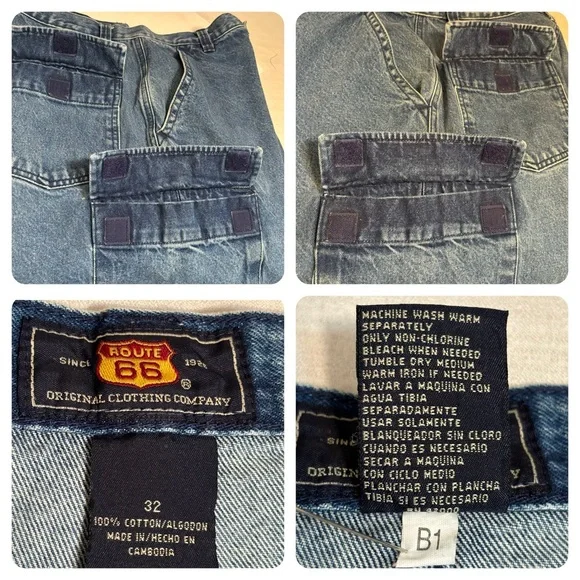 SINCE 1926
ROUTE
66
®
ORIGINAL CLOTHING COMPANY
32
100% COTTON/ALGODON
MADE IN/HECHO EN
CAMBODIA
MACHINE WASH WARM
SEPARATELY
ONLY NON-CHLORINE
BLEACH WHEN NEEDED
TUMBLE DRY MEDIUM
WARM IRON IF NEEDED
LAVAR A MAQUINA CON
AGUA TIBIA
SEPARADAMENTE
USAR SOLAMENTE
BLANQUEADOR SIN CLORO
CUANDO ES NECESARIO
SECAR A MAQUINA
CON CICLO MEDIO
PLANCHAR CON PLANCHA
TIBIA SI ES NECESARIO
B1